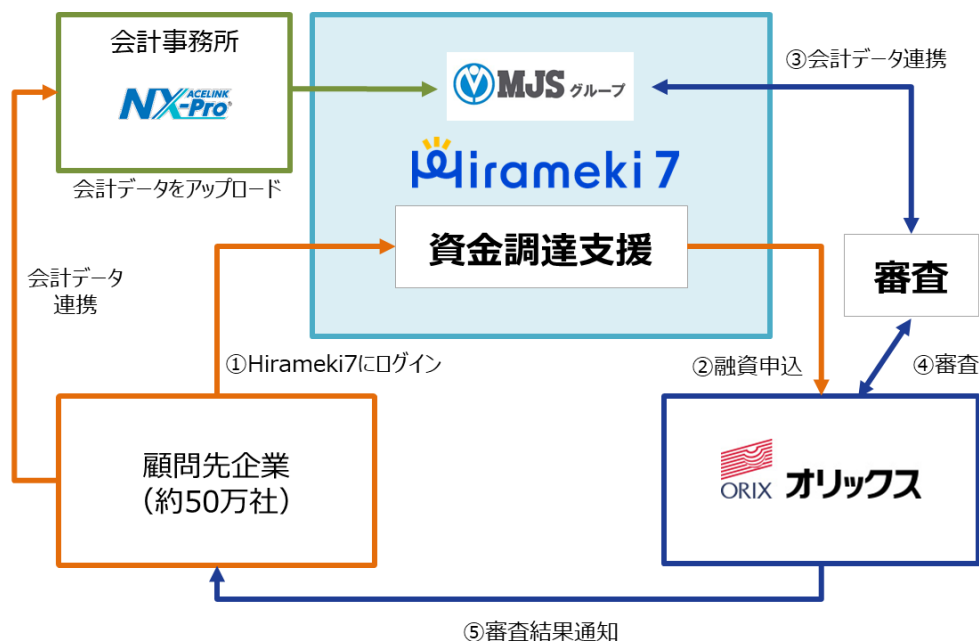 会計事務所
ACELINK
NX-Pro®
会計データをアップロード
MJS グループ
Hirameki 7
資金調達支援
③会計データ連携
審査
会計データ
連携
①Hirameki7にログイン
②融資申込
④審査
顧問先企業
（約50万社）
ORIX オリックス
⑤審査結果通知